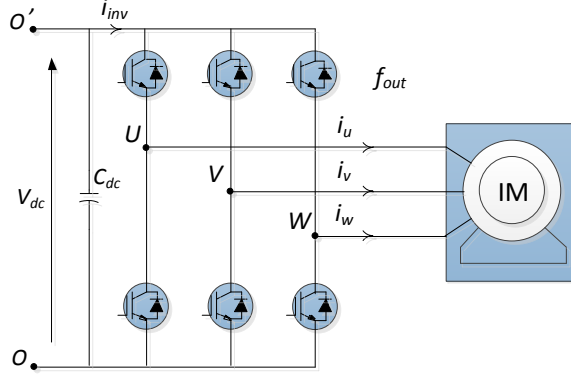 O'
i_inv
f_out
U
i_u
V_dc
C_dc
V
i_v
IM
W
i_w
O